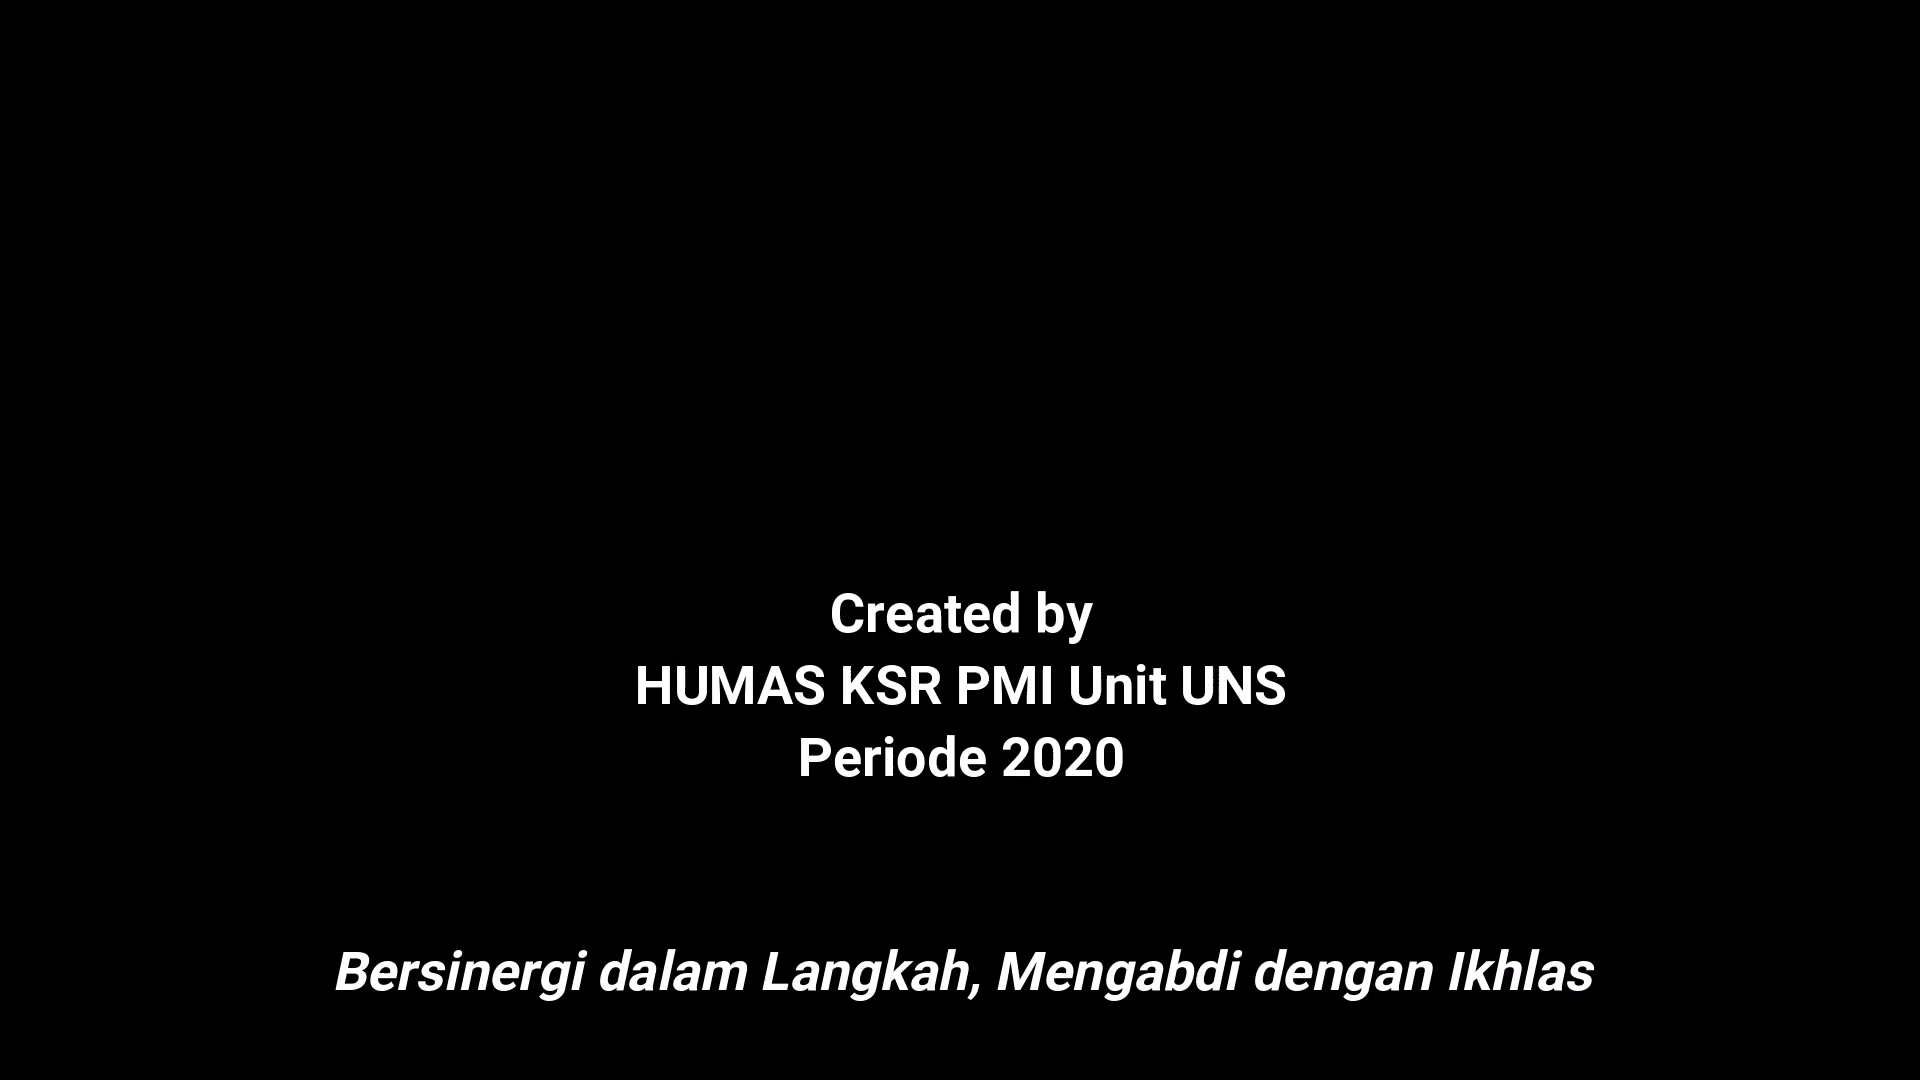 Created by
HUMAS KSR PMI Unit UNS
Periode 2020
Bersinergi dalam Langkah, Mengabdi dengan Ikhlas